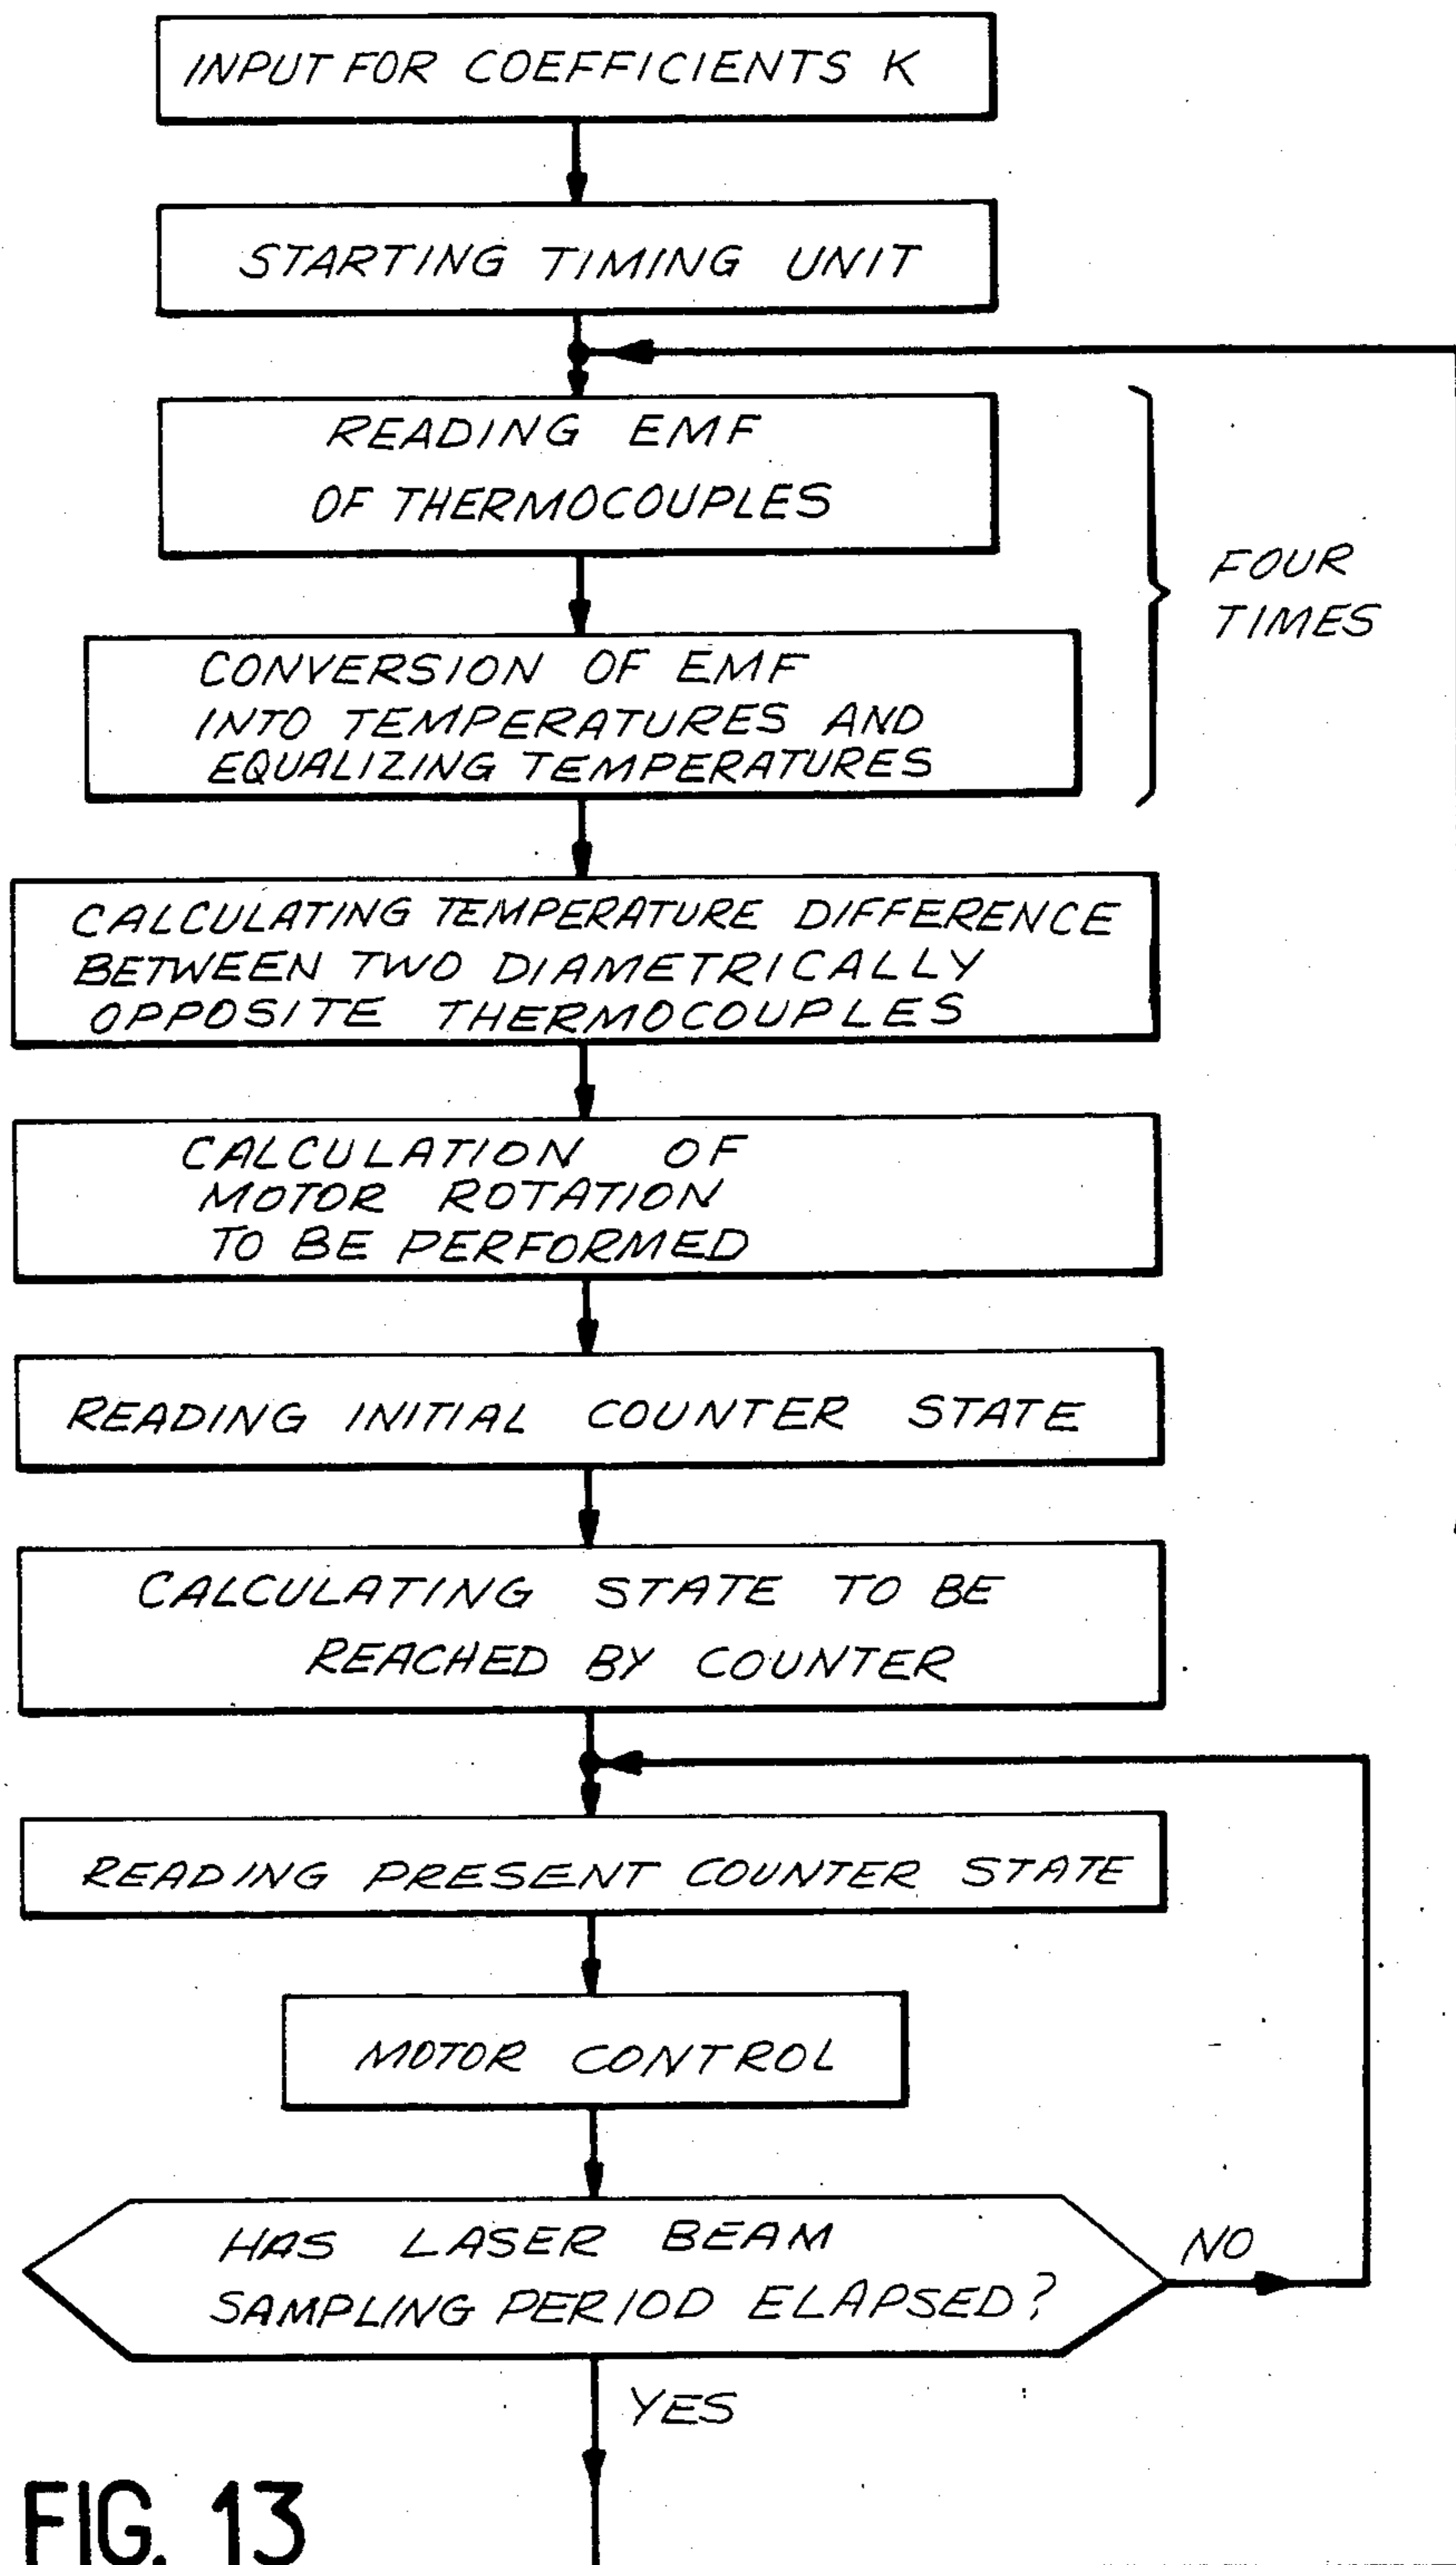 INPUT FOR COEFFICIENTS K
STARTING TIMING UNIT
READING EMF
OF THERMOCOUPLES
FOUR
TIMES
CONVERSION OF EMF
INTO TEMPERATURES AND
EQUALIZING TEMPERATURES
CALCULATING TEMPERATURE DIFFERENCE
BETWEEN TWO DIAMETRICALLY
OPPOSITE THERMOCOUPLES
CALCULATION OF
MOTOR ROTATION
TO BE PERFORMED
READING INITIAL COUNTER STATE
CALCULATING STATE TO BE
REACHED BY COUNTER
READING PRESENT COUNTER STATE
MOTOR CONTROL
HAS LASER BEAM
SAMPLING PERIOD ELAPSED?
NO
YES
FIG. 13